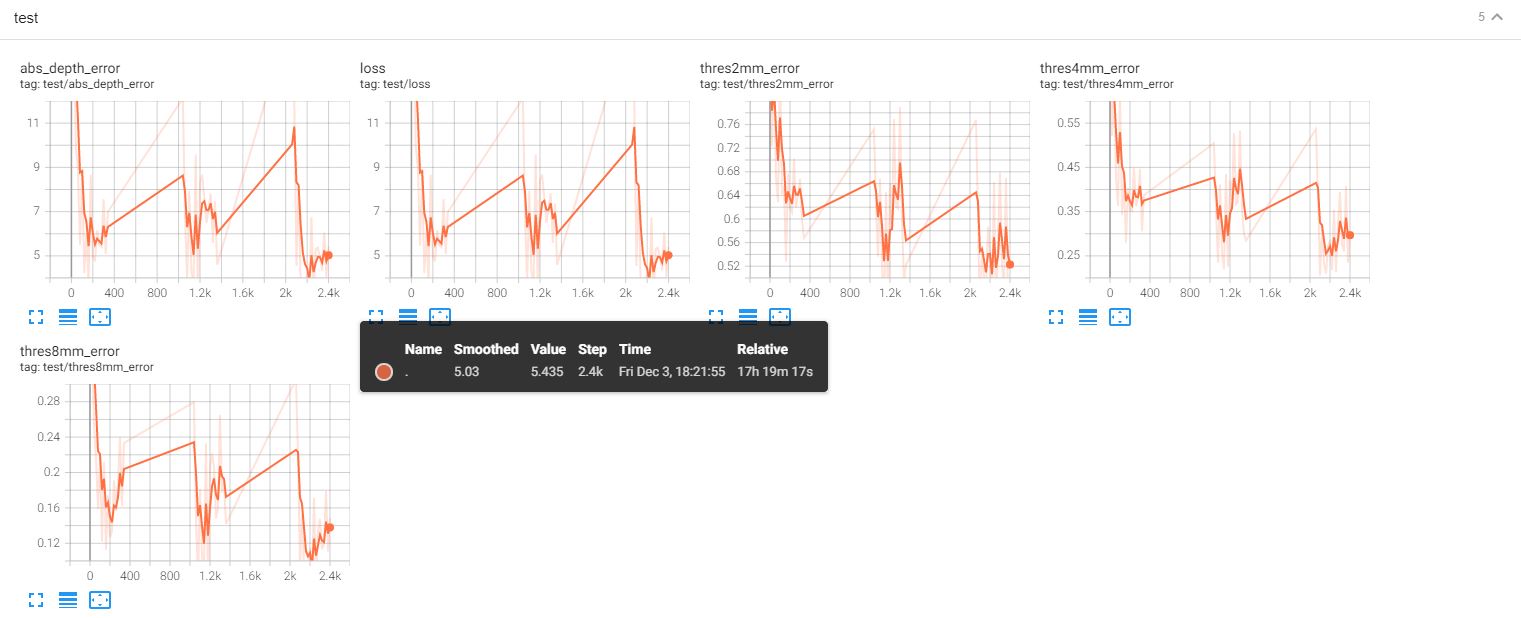 test
5
abs_depth_error
tag: test/abs_depth_error
11
9
7
5
0 400 800 1.2k 1.6k 2k 2.4k
loss
tag: test/loss
11
9
7
5
0 400 800 1.2k 1.6k 2k 2.4k
thres2mm_error
tag: test/thres2mm_error
0.76
0.72
0.68
0.64
0.6
0.56
0.52
0 400 800 1.2k 1.6k 2k 2.4k
thres4mm_error
tag: test/thres4mm_error
0.55
0.45
0.35
0.25
0 400 800 1.2k 1.6k 2k 2.4k
Name Smoothed Value Step Time Relative
. 5.03 5.435 2.4k Fri Dec 3, 18:21:55 17h 19m 17s
thres8mm_error
tag: test/thres8mm_error
0.28
0.24
0.2
0.16
0.12
0 400 800 1.2k 1.6k 2k 2.4k